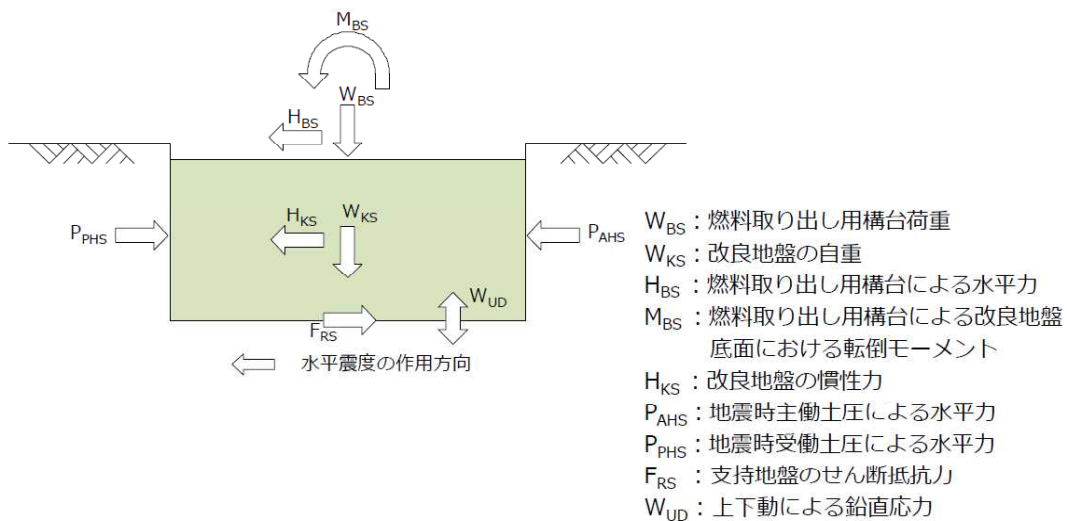 M_BS
W_BS
H_BS
H_KS
W_KS
P_PHS
P_AHS
W_UD
F_RS
水平震度の作用方向
W_BS：燃料取り出し用構台荷重
W_KS：改良地盤の自重
H_BS：燃料取り出し用構台による水平力
M_BS：燃料取り出し用構台による改良地盤
底面における転倒モーメント
H_KS：改良地盤の慣性力
P_AHS：地震時主働土圧による水平力
P_PHS：地震時受働土圧による水平力
F_RS ：支持地盤のせん断抵抗力
W_UD：上下動による鉛直応力